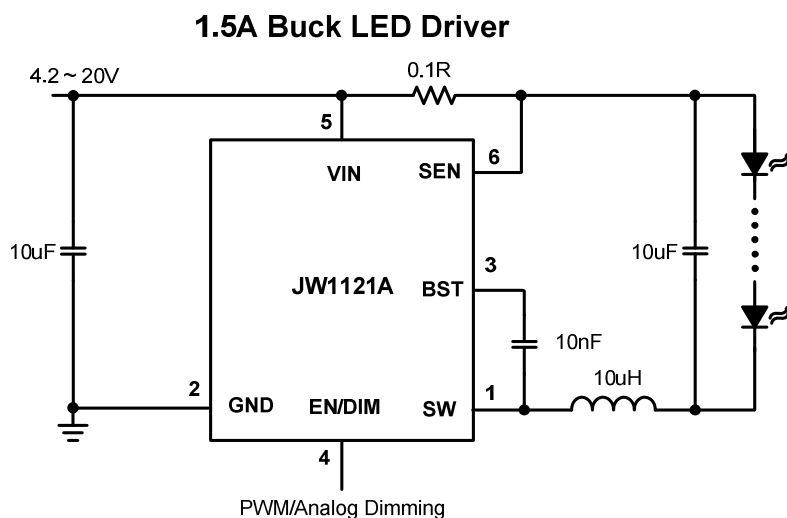 1.5A Buck LED Driver
4.2 ~ 20V
0.1R
5
6
VIN
SEN
10uF
10uF
3
JW1121A
BST
10nF
10uH
2
1
GND
EN/DIM
SW
4
PWM/Analog Dimming